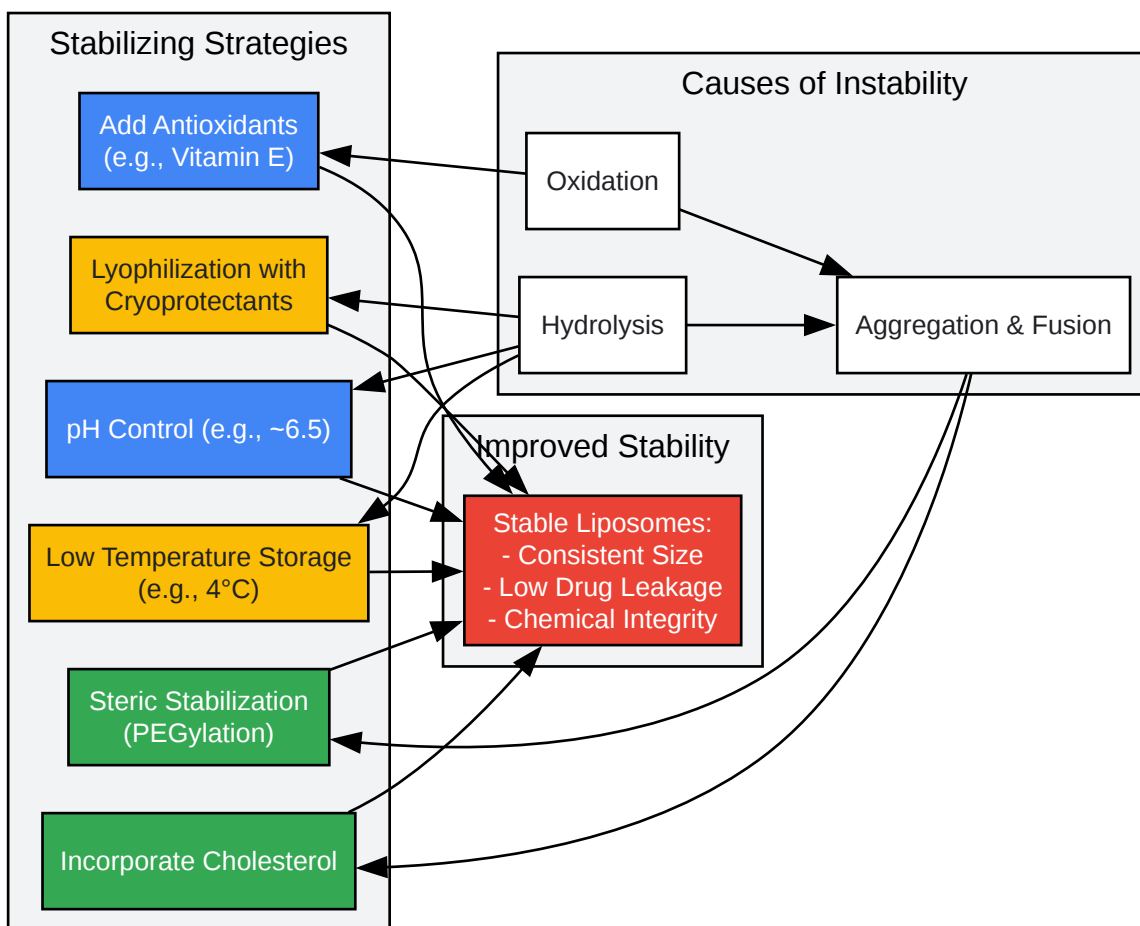 Stabilizing Strategies
Add Antioxidants
(e.g., Vitamin E)
Lyophilization with
Cryoprotectants
pH Control (e.g., ~6.5)
Low Temperature Storage
(e.g., 4°C)
Steric Stabilization
(PEGylation)
Incorporate Cholesterol
Causes of Instability
Oxidation
Hydrolysis
Aggregation & Fusion
Improved Stability
Stable Liposomes:
- Consistent Size
- Low Drug Leakage
- Chemical Integrity